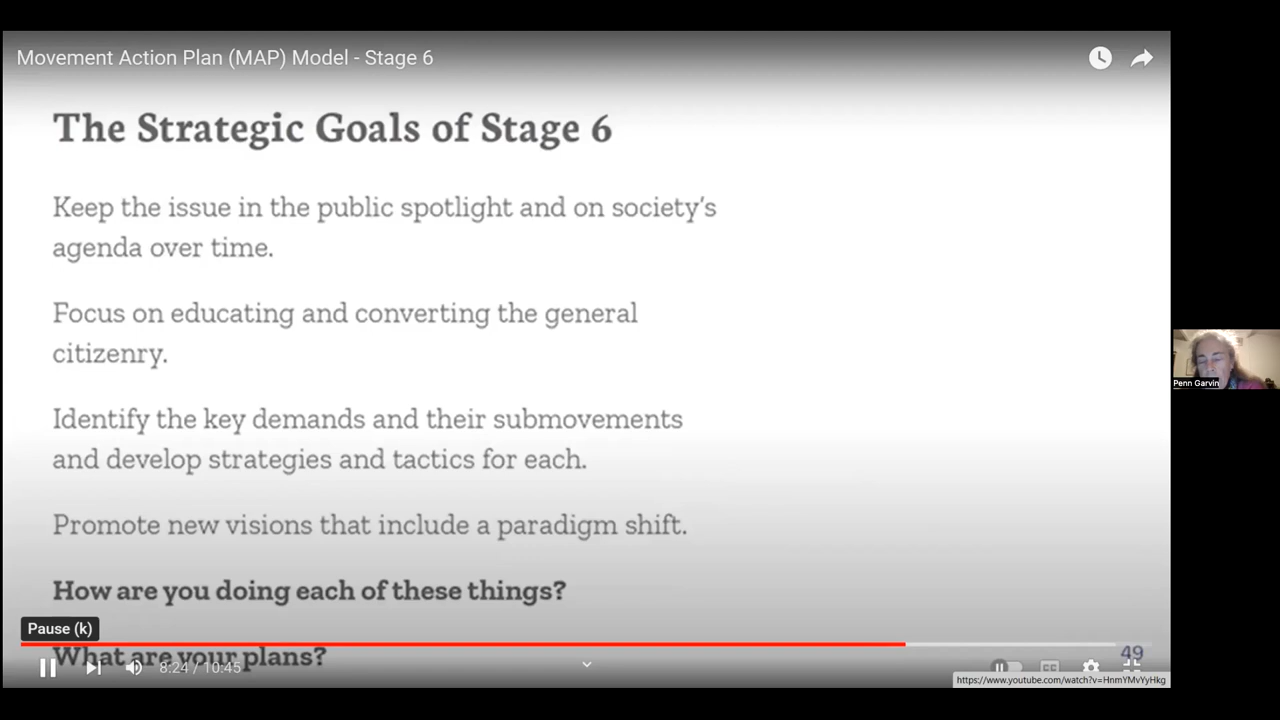 Movement Action Plan (MAP) Model - Stage 6
The Strategic Goals of Stage 6
Keep the issue in the public spotlight and on society's
agenda over time.
Focus on educating and converting the general
citizenry.
Identify the key demands and their submovements
and develop strategies and tactics for each.
Promote new visions that include a paradigm shift.
How are you doing each of these things?
Pause (k)
What are your plans?
49
8:24 / 10:45
CC
https://www.youtube.com/watch?v=HnmYMvYyHkg
Penn Garvin